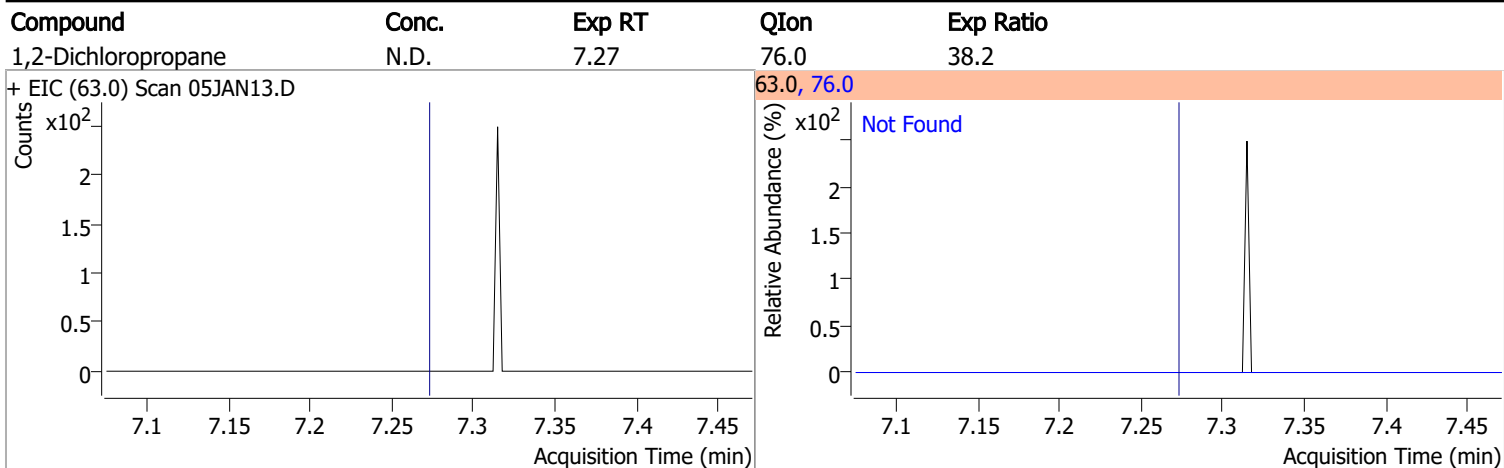 Compound Conc. Exp RT QIon Exp Ratio
1,2-Dichloropropane N.D. 7.27 76.0 38.2
+ EIC (63.0) Scan 05JAN13.D
Counts
x10²
2
1.5
1
0.5
0
7.1 7.15 7.2 7.25 7.3 7.35 7.4 7.45
Acquisition Time (min)
63.0, 76.0
Relative Abundance (%)
x10²
Not Found
2
1.5
1
0.5
0
7.1 7.15 7.2 7.25 7.3 7.35 7.4 7.45
Acquisition Time (min)